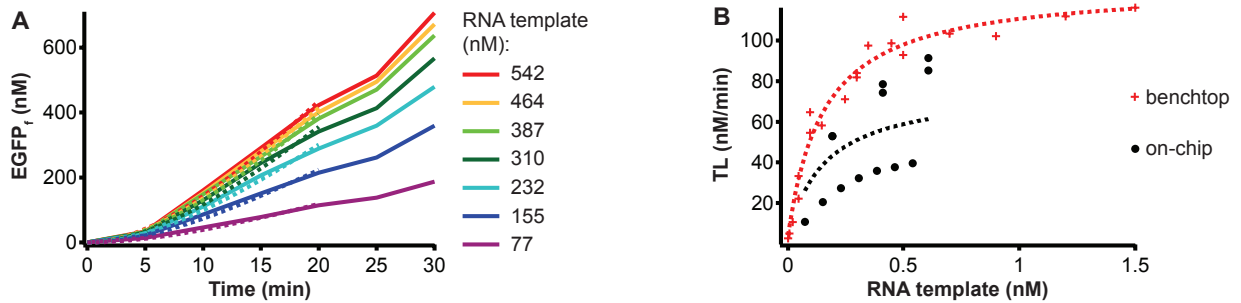 A
EGFPf (nM)
600
400
200
0
0 5 10 15 20 25 30
Time (min)
RNA template
(nM):
542
464
387
310
232
155
77
B
TL (nM/min)
100
80
60
40
20
0 0.5 1 1.5
RNA template (nM)
benchtop
on-chip